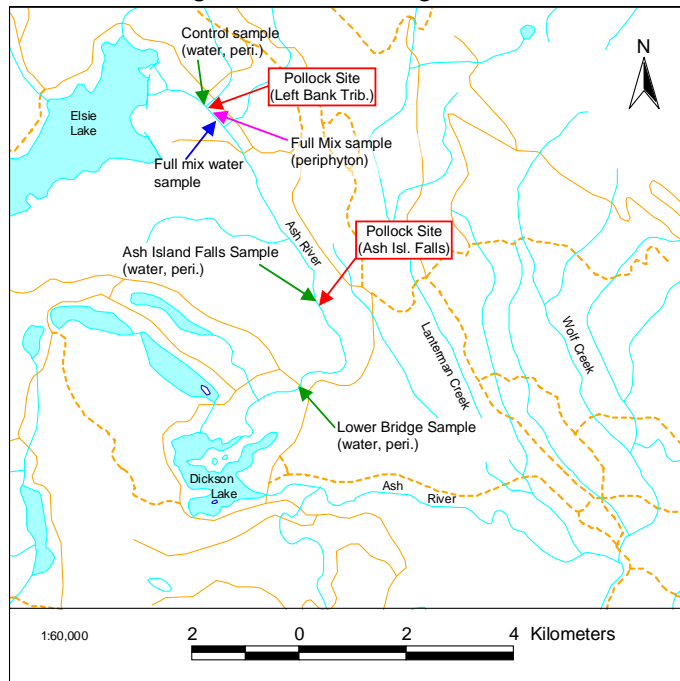 Control sample
(water, peri.)
N
Pollock Site
(Left Bank Trib.)
Elsie
Lake
Full Mix sample
(periphyton)
Full mix water
sample
Ash River
Pollock Site
(Ash Isl. Falls)
Ash Island Falls Sample
(water, peri.)
Lanterman Creek
Wolf Creek
Lower Bridge Sample
(water, peri.)
Dickson
Lake
Ash
River
1:60,000
2 0 2 4 Kilometers